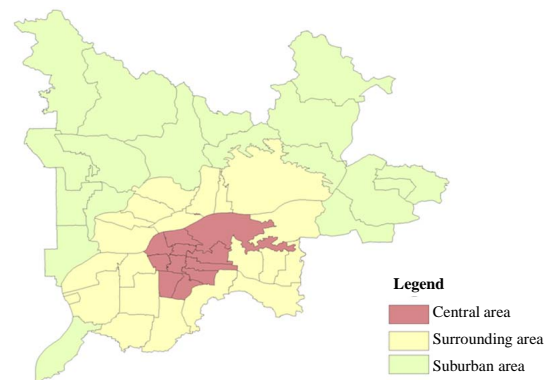 Legend
Central area
Surrounding area
Suburban area